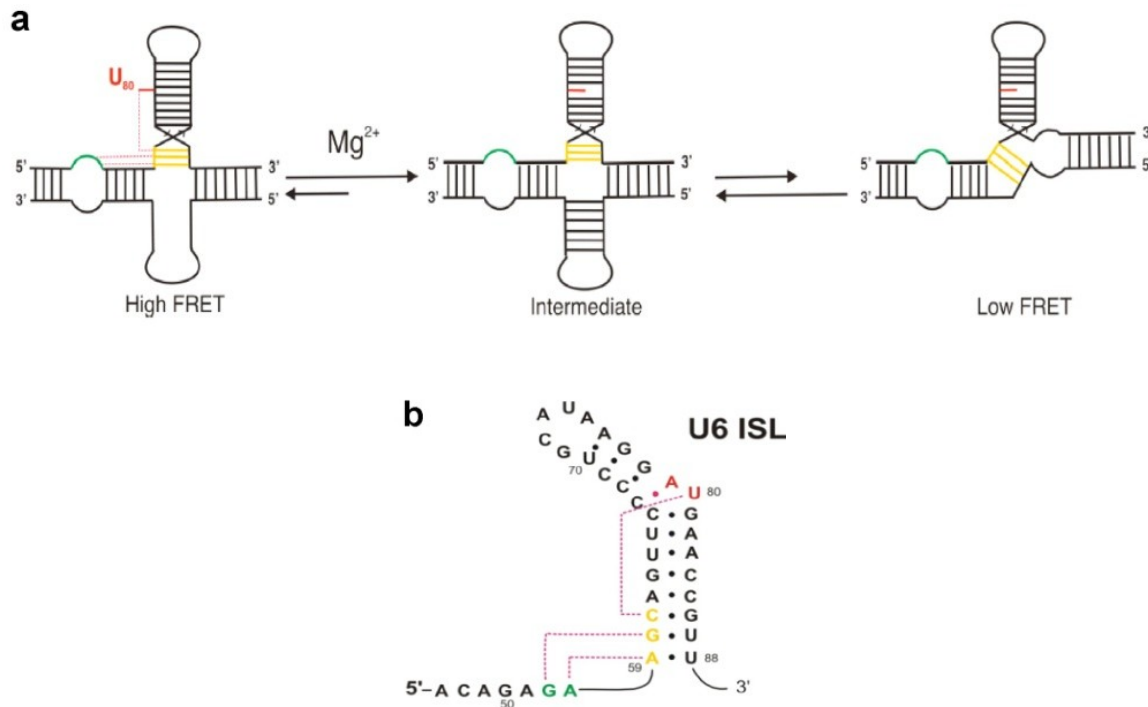 a
U80
Mg2+
5' 3' 5' 3' 5' 3'
3' 5' 3' 5' 3' 5'
High FRET Intermediate Low FRET
b
U6 ISL
A U A A G G A U 80
C G U C C C
70
C G
U A
U A
G C
A C
C G
G U
A U
59 88
5'-A C A G A G A 3'
50